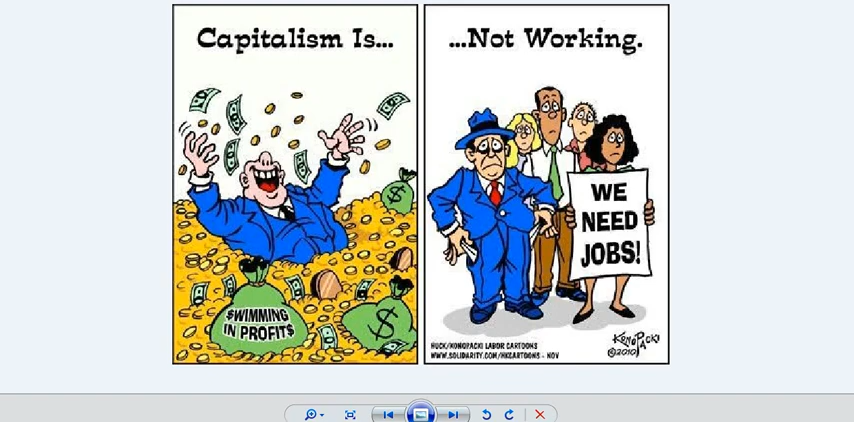 Capitalism Is...
$
$WIMMING
IN PROFIT$
$
...Not Working.
WE
NEED
JOBS!
HUCK/KONOPACKI LABOR CARTOONS
WWW.SOLIDARITY.COM/HKCARTOONS - NOV
KONOPACKI
©2010